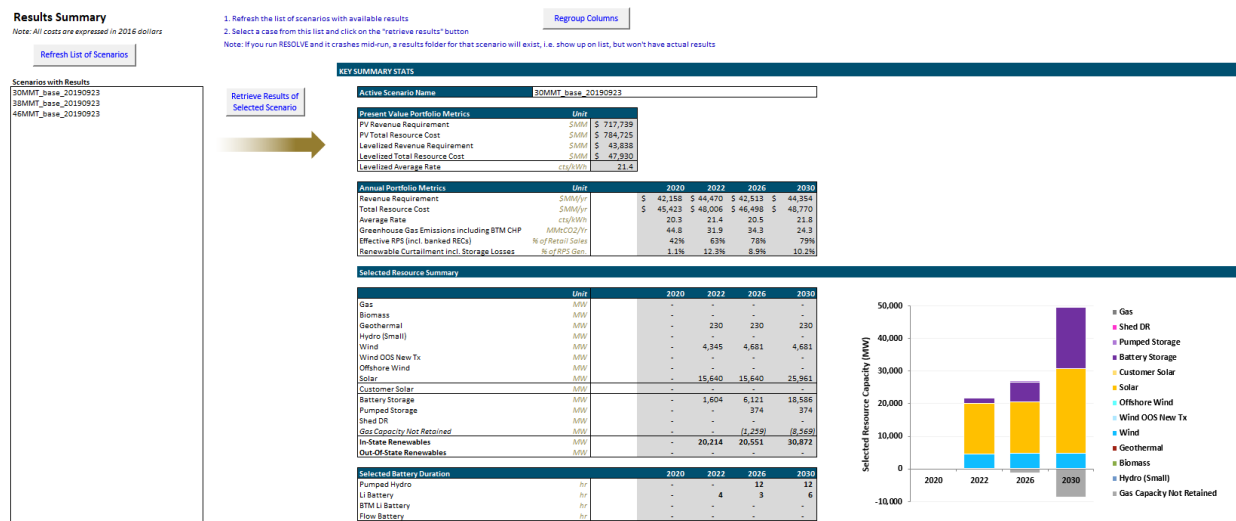 Results Summary
Note: All costs are expressed in 2016 dollars
Refresh List of Scenarios
1. Refresh the list of scenarios with available results
2. Select a case from this list and click on the "retrieve results" button
Note: If you run RESOLVE and it crashes mid-run, a results folder for that scenario will exist, i.e. show up on list, but won't have actual results
Regroup Columns
Scenarios with Results
30MMT_base_20190923
38MMT_base_20190923
46MMT_base_20190923
Retrieve Results of
Selected Scenario
KEY SUMMARY STATS
Active Scenario Name 30MMT_base_20190923
Present Value Portfolio Metrics Unit
PV Revenue Requirement $MM $ 717,739
PV Total Resource Cost $MM $ 784,725
Levelized Revenue Requirement $MM $ 43,838
Levelized Total Resource Cost $MM $ 47,930
Levelized Average Rate cts/kWh 21.4
Annual Portfolio Metrics Unit 2020 2022 2026 2030
Revenue Requirement $MM/yr $ 42,158 $ 44,470 $ 42,513 $ 44,354
Total Resource Cost $MM/yr $ 45,423 $ 48,006 $ 46,498 $ 48,770
Average Rate cts/kWh 20.3 21.4 20.5 21.8
Greenhouse Gas Emissions including BTM CHP MMtCO2/Yr 44.8 31.9 34.3 24.3
Effective RPS (incl. banked RECs) % of Retail Sales 42% 63% 78% 79%
Renewable Curtailment incl. Storage Losses % of RPS Gen. 1.1% 12.3% 8.9% 10.2%
Selected Resource Summary
Unit 2020 2022 2026 2030
Gas MW - - - -
Biomass MW - - - -
Geothermal MW - 230 230 230
Hydro (Small) MW - - - -
Wind MW - 4,345 4,681 4,681
Wind OOS New Tx MW - - - -
Offshore Wind MW - - - -
Solar MW - 15,640 15,640 25,961
Customer Solar MW - - - -
Battery Storage MW - 1,604 6,121 18,586
Pumped Storage MW - - 374 374
Shed DR MW - - - -
Gas Capacity Not Retained MW - - (1,259) (8,569)
In-State Renewables MW - 20,214 20,551 30,872
Out-Of-State Renewables MW - - - -
Selected Battery Duration 2020 2022 2026 2030
Pumped Hydro hr - - 12 12
Li Battery hr - 4 3 6
BTM Li Battery hr - - - -
Flow Battery hr - - - -
Selected Resource Capacity (MW)
50,000
40,000
30,000
20,000
10,000
0
-10,000
2020 2022 2026 2030
Gas
Shed DR
Pumped Storage
Battery Storage
Customer Solar
Solar
Offshore Wind
Wind OOS New Tx
Wind
Geothermal
Biomass
Hydro (Small)
Gas Capacity Not Retained